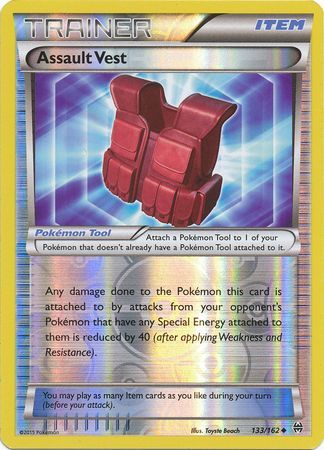 TRAINER
ITEM
Assault Vest
Pokémon Tool
Attach a Pokémon Tool to 1 of your
Pokémon that doesn't already have a Pokémon Tool attached to it.
Any damage done to the Pokémon this card is
attached to by attacks from your opponent's
Pokémon that have any Special Energy attached
to them is reduced by 40 (after applying Weakness and
Resistance).
You may play as many Item cards as you like during your turn
(before your attack).
©2015 Pokémon
Illus. Toyste Beach
133/162